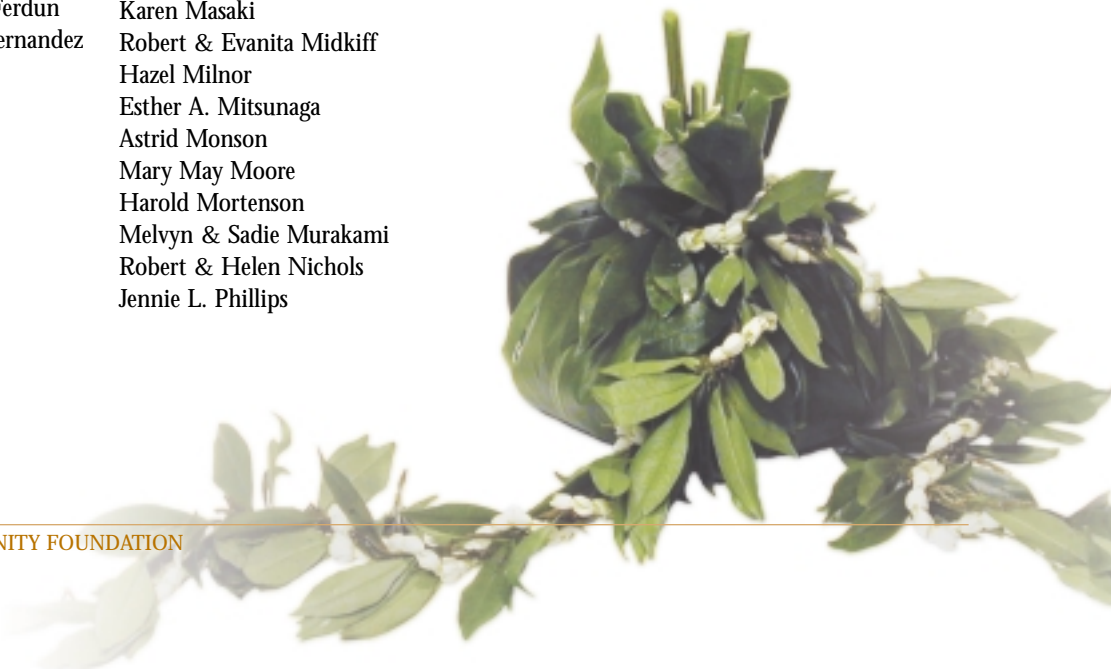 Karen Masaki
Robert & Evanita Midkiff
Hazel Milnor
Esther A. Mitsunaga
Astrid Monson
Mary May Moore
Harold Mortenson
Melvyn & Sadie Murakami
Robert & Helen Nichols
Jennie L. Phillips
FOUNDATION